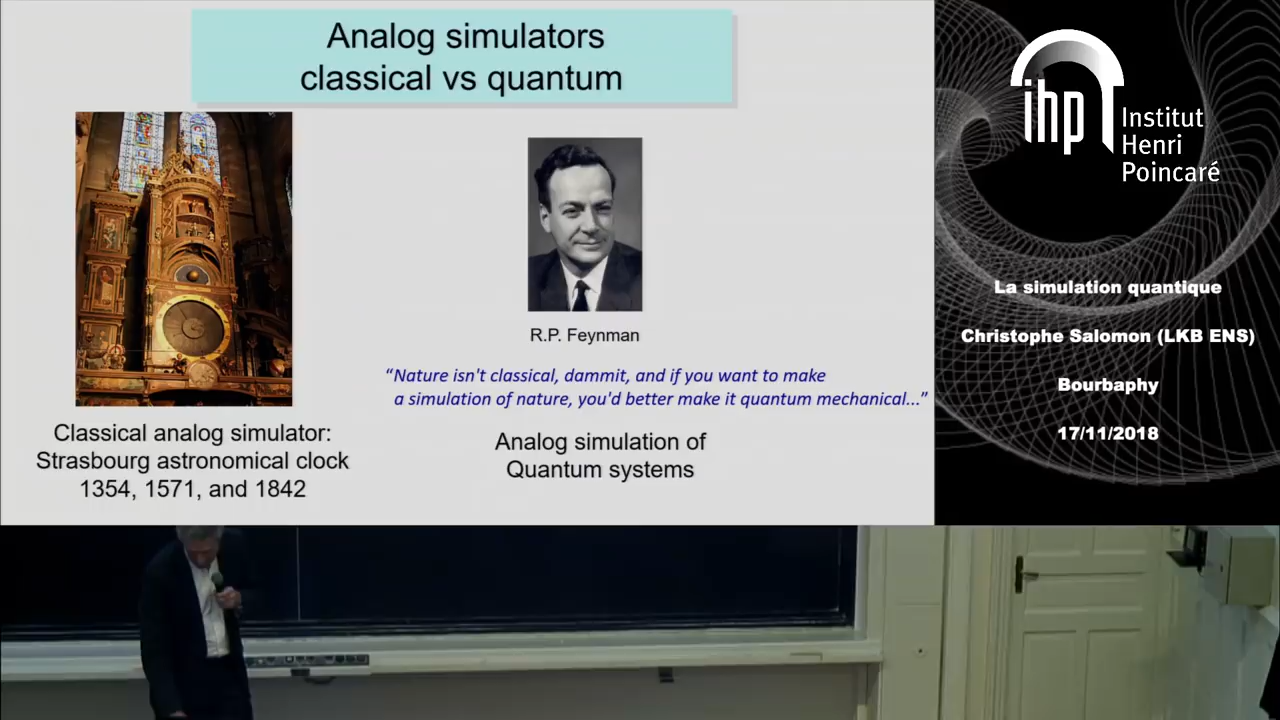 Analog simulators
classical vs quantum
R.P. Feynman
“Nature isn't classical, dammit, and if you want to make
a simulation of nature, you'd better make it quantum mechanical...”
Classical analog simulator:
Strasbourg astronomical clock
1354, 1571, and 1842
Analog simulation of
Quantum systems
ihp
Institut
Henri
Poincaré
La simulation quantique
Christophe Salomon (LKB ENS)
Bourbaphy
17/11/2018